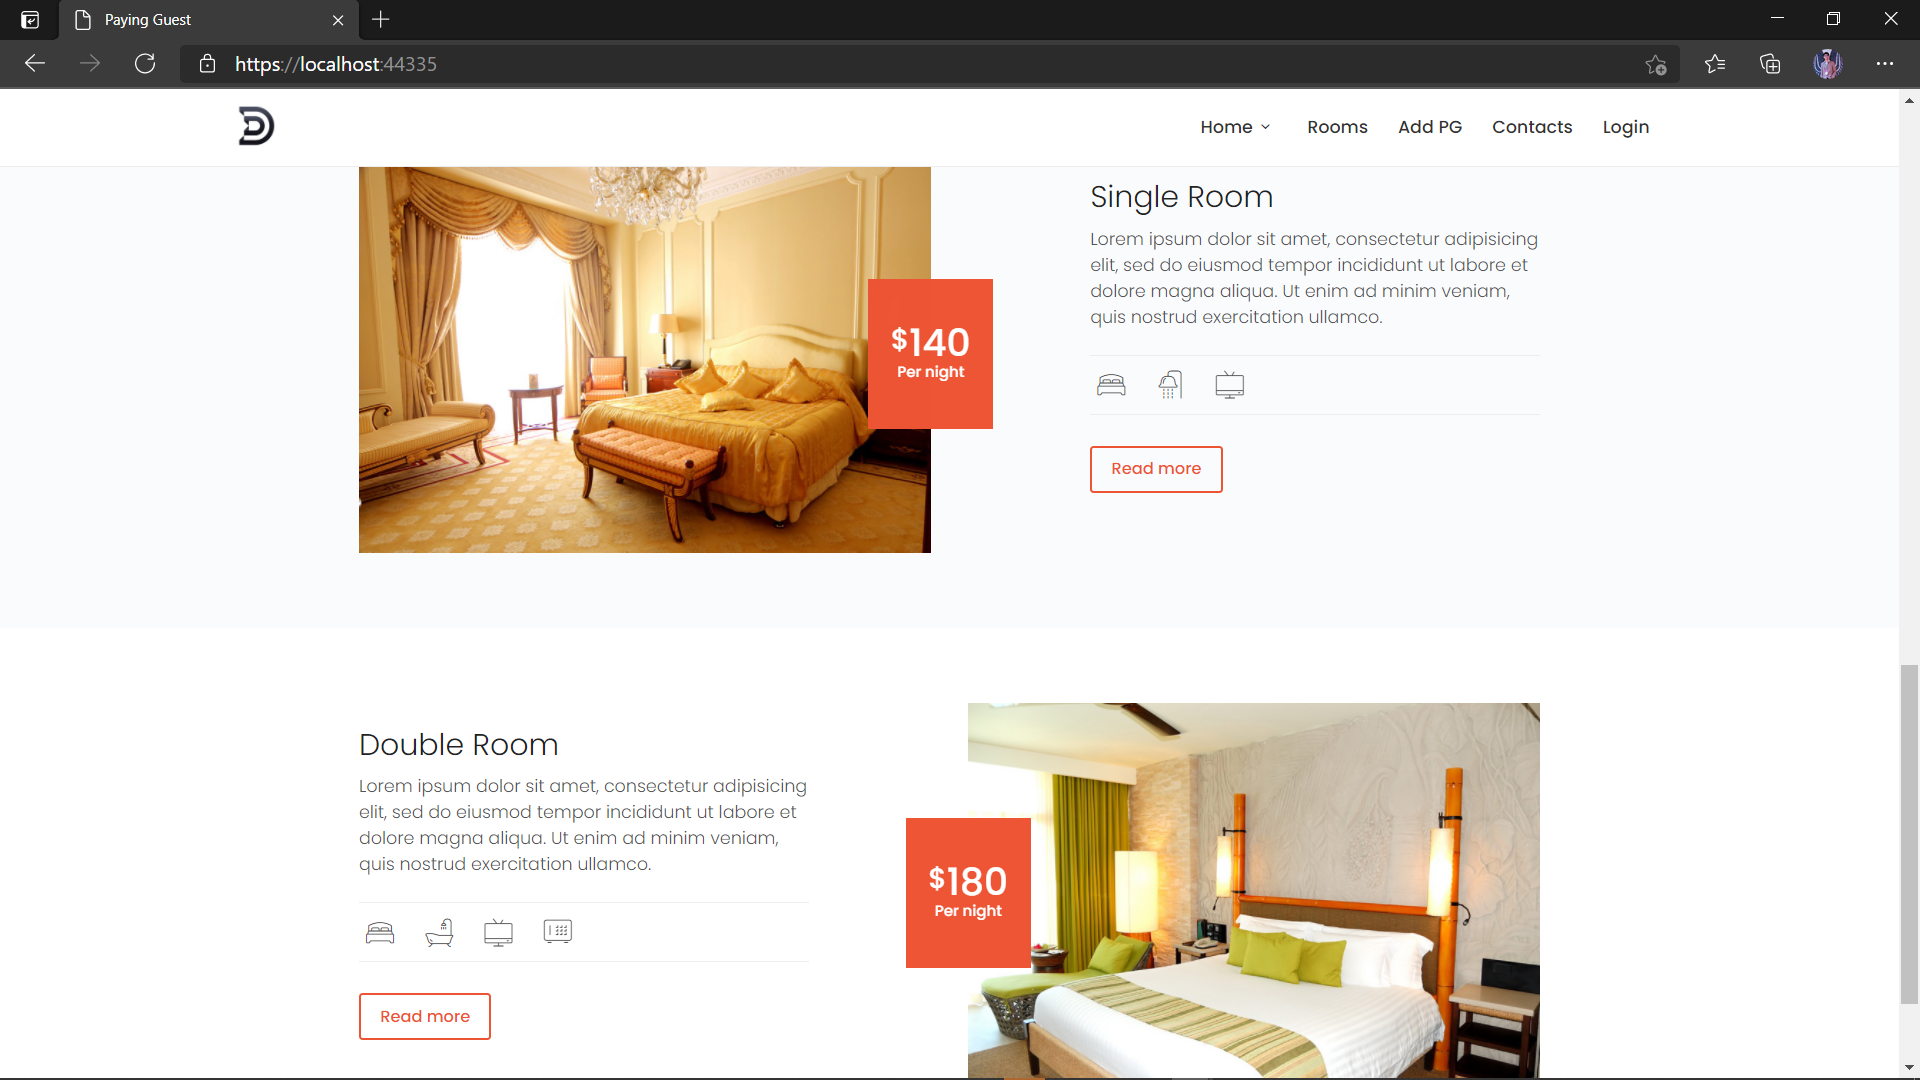 Paying Guest
https://localhost:44335
Home
Rooms
Add PG
Contacts
Login
$140
Per night
Single Room
Lorem ipsum dolor sit amet, consectetur adipisicing
elit, sed do eiusmod tempor incididunt ut labore et
dolore magna aliqua. Ut enim ad minim veniam,
quis nostrud exercitation ullamco.
Read more
Double Room
Lorem ipsum dolor sit amet, consectetur adipisicing
elit, sed do eiusmod tempor incididunt ut labore et
dolore magna aliqua. Ut enim ad minim veniam,
quis nostrud exercitation ullamco.
Read more
$180
Per night